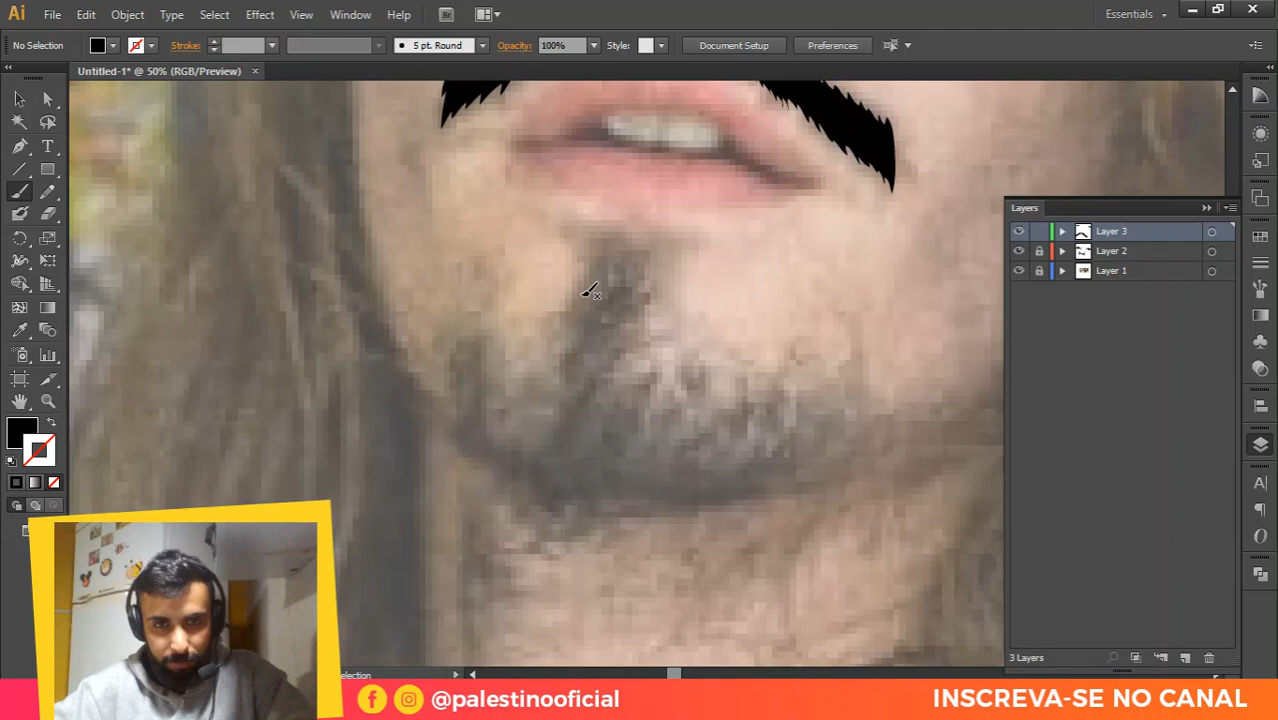 Ai File Edit Object Type Select Effect View Window Help Br Essentials
No Selection Stroke: 5 pt. Round Opacity: 100% Style: Document Setup Preferences
Untitled-1* @ 50% (RGB/Preview)
Layers
Layer 3
Layer 2
Layer 1
3 Layers
election
@palestinooficial INSCREVA-SE NO CANAL